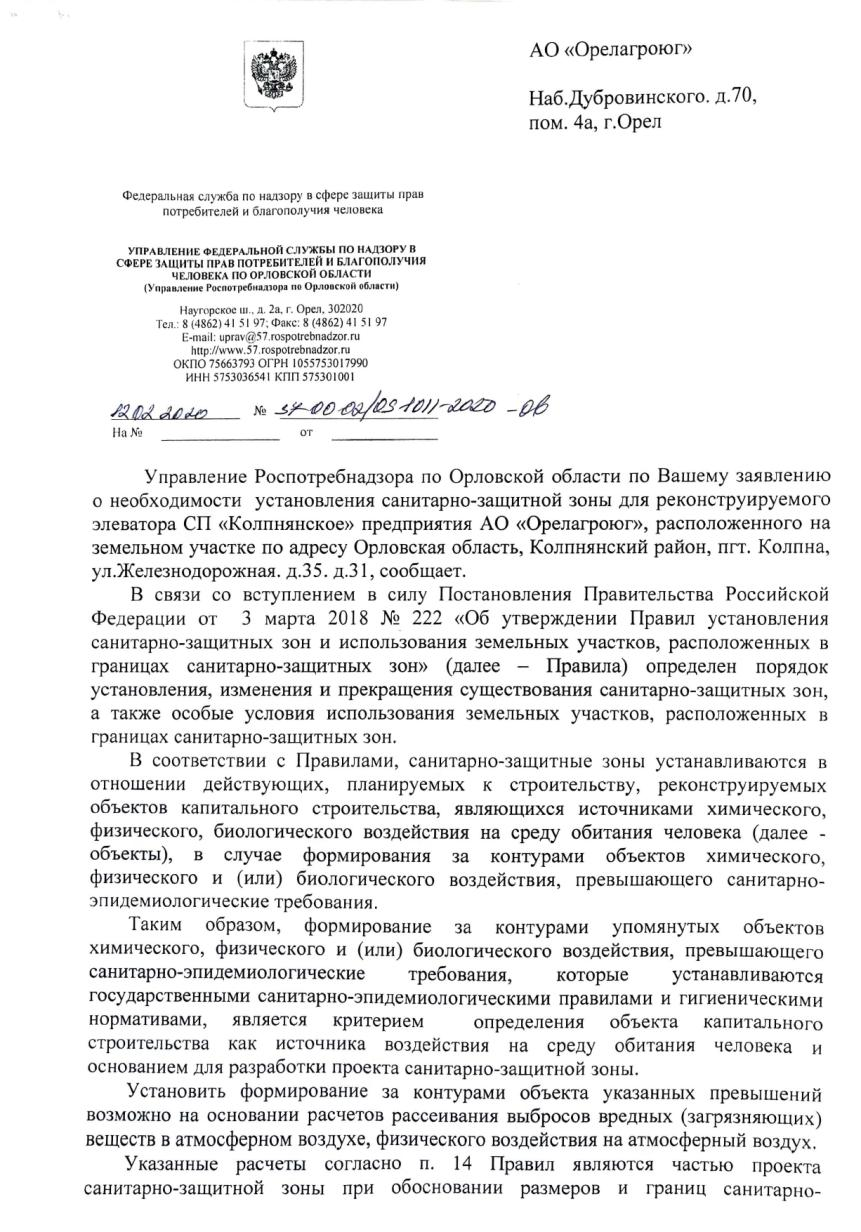 АО «Орелагроюг»
Наб.Дубровинского. д.70,
пом. 4а, г.Орел
Федеральная служба по надзору в сфере защиты прав
потребителей и благополучия человека
УПРАВЛЕНИЕ ФЕДЕРАЛЬНОЙ СЛУЖБЫ ПО НАДЗОРУ В
СФЕРЕ ЗАЩИТЫ ПРАВ ПОТРЕБИТЕЛЕЙ И БЛАГОПОЛУЧИЯ
ЧЕЛОВЕКА ПО ОРЛОВСКОЙ ОБЛАСТИ
(Управление Роспотребнадзора по Орловской области)
Наугорское ш., д. 2а, г. Орел, 302020
Тел.: 8 (4862) 41 51 97; Факс: 8 (4862) 41 51 97
E-mail: uprav@57.rospotrebnadzor.ru
http://www.57.rospotrebnadzor.ru
ОКПО 75663793 ОГРН 1055753017990
ИНН 5753036541 КПП 575301001
12.02.2020 № 57-00-02/05-1011-2020
На № от
Управление Роспотребнадзора по Орловской области по Вашему заявлению
о необходимости установления санитарно-защитной зоны для реконструируемого
элеватора СП «Колпнянское» предприятия АО «Орелагроюг», расположенного на
земельном участке по адресу Орловская область, Колпнянский район, пгт. Колпна,
ул.Железнодорожная. д.35. д.31, сообщает.
В связи со вступлением в силу Постановления Правительства Российской
Федерации от 3 марта 2018 № 222 «Об утверждении Правил установления
санитарно-защитных зон и использования земельных участков, расположенных в
границах санитарно-защитных зон» (далее – Правила) определен порядок
установления, изменения и прекращения существования санитарно-защитных зон,
а также особые условия использования земельных участков, расположенных в
границах санитарно-защитных зон.
В соответствии с Правилами, санитарно-защитные зоны устанавливаются в
отношении действующих, планируемых к строительству, реконструируемых
объектов капитального строительства, являющихся источниками химического,
физического, биологического воздействия на среду обитания человека (далее -
объекты), в случае формирования за контурами объектов химического,
физического и (или) биологического воздействия, превышающего санитарно-
эпидемиологические требования.
Таким образом, формирование за контурами упомянутых объектов
химического, физического и (или) биологического воздействия, превышающего
санитарно-эпидемиологические требования, которые устанавливаются
государственными санитарно-эпидемиологическими правилами и гигиеническими
нормативами, является критерием определения объекта капитального
строительства как источника воздействия на среду обитания человека и
основанием для разработки проекта санитарно-защитной зоны.
Установить формирование за контурами объекта указанных превышений
возможно на основании расчетов рассеивания выбросов вредных (загрязняющих)
веществ в атмосферном воздухе, физического воздействия на атмосферный воздух.
Указанные расчеты согласно п. 14 Правил являются частью проекта
санитарно-защитной зоны при обосновании размеров и границ санитарно-